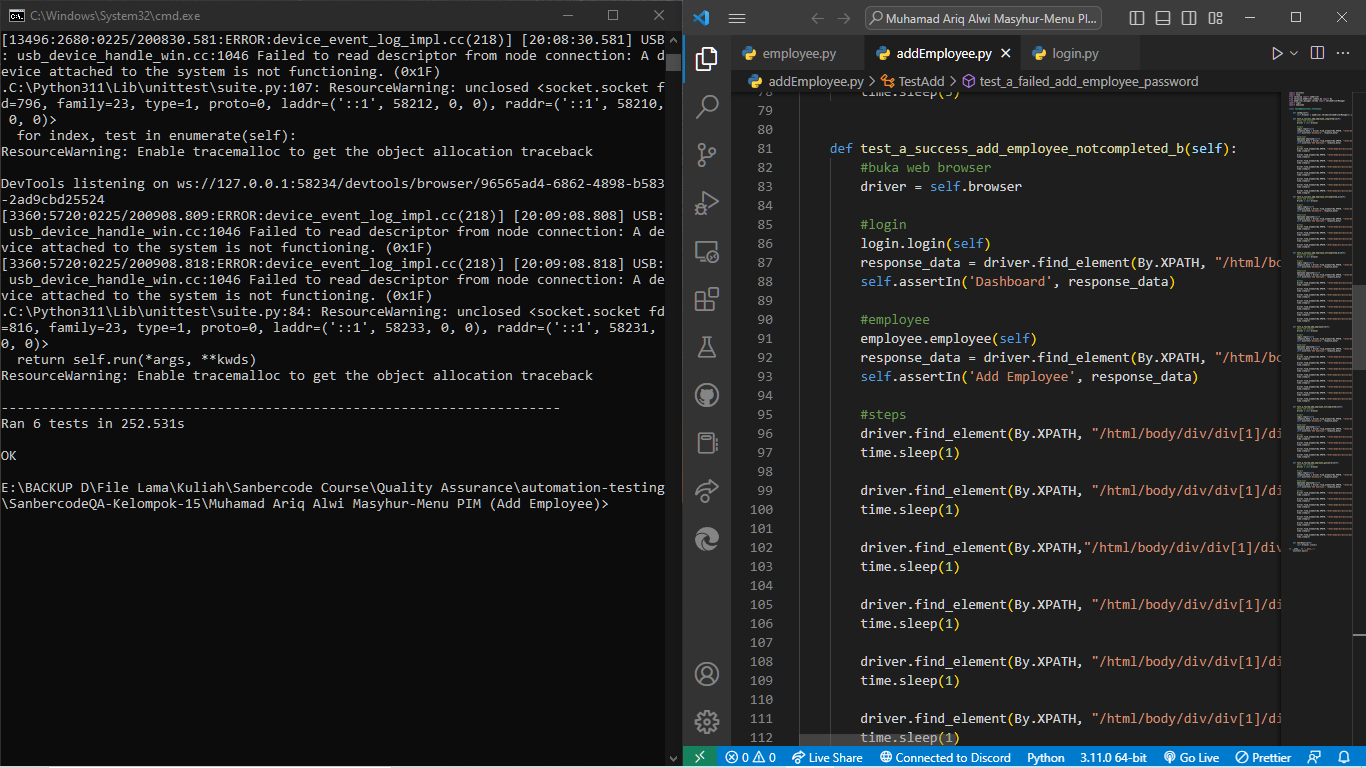 C:\Windows\System32\cmd.exe
[13496:2680:0225/200830.581:ERROR:device_event_log_impl.cc(218)] [20:08:30.581] USB
: usb_device_handle_win.cc:1046 Failed to read descriptor from node connection: A d
evice attached to the system is not functioning. (0x1F)
.C:\Python311\Lib\unittest\suite.py:107: ResourceWarning: unclosed <socket.socket f
d=796, family=23, type=1, proto=0, laddr=('::1', 58212, 0, 0), raddr=('::1', 58210,
 0, 0)>
  for index, test in enumerate(self):
ResourceWarning: Enable tracemalloc to get the object allocation traceback
DevTools listening on ws://127.0.0.1:58234/devtools/browser/96565ad4-6862-4898-b583
-2ad9cbd25524
[3360:5720:0225/200908.809:ERROR:device_event_log_impl.cc(218)] [20:09:08.808] USB:
 usb_device_handle_win.cc:1046 Failed to read descriptor from node connection: A de
vice attached to the system is not functioning. (0x1F)
[3360:5720:0225/200908.818:ERROR:device_event_log_impl.cc(218)] [20:09:08.818] USB:
 usb_device_handle_win.cc:1046 Failed to read descriptor from node connection: A de
vice attached to the system is not functioning. (0x1F)
.C:\Python311\Lib\unittest\suite.py:84: ResourceWarning: unclosed <socket.socket fd
=816, family=23, type=1, proto=0, laddr=('::1', 58233, 0, 0), raddr=('::1', 58231,
0, 0)>
  return self.run(*args, **kwds)
ResourceWarning: Enable tracemalloc to get the object allocation traceback
----------------------------------------------------------------------
Ran 6 tests in 252.531s
OK
E:\BACKUP D\File Lama\Kuliah\Sanbercode Course\Quality Assurance\automation-testing
\SanbercodeQA-Kelompok-15\Muhamad Ariq Alwi Masyhur-Menu PIM (Add Employee)>
Muhamad Ariq Alwi Masyhur-Menu Pl...
employee.py addEmployee.py login.py
addEmployee.py > TestAdd > test_a_failed_add_employee_password
78 time.sleep(5)
79
80
81 def test_a_success_add_employee_notcompleted_b(self):
82 #buka web browser
83 driver = self.browser
84
85 #login
86 login.login(self)
87 response_data = driver.find_element(By.XPATH, "/html/bo
88 self.assertIn('Dashboard', response_data)
89
90 #employee
91 employee.employee(self)
92 response_data = driver.find_element(By.XPATH, "/html/bo
93 self.assertIn('Add Employee', response_data)
94
95 #steps
96 driver.find_element(By.XPATH, "/html/body/div/div[1]/di
97 time.sleep(1)
98
99 driver.find_element(By.XPATH, "/html/body/div/div[1]/di
100 time.sleep(1)
101
102 driver.find_element(By.XPATH,"/html/body/div/div[1]/div
103 time.sleep(1)
104
105 driver.find_element(By.XPATH, "/html/body/div/div[1]/di
106 time.sleep(1)
107
108 driver.find_element(By.XPATH, "/html/body/div/div[1]/di
109 time.sleep(1)
110
111 driver.find_element(By.XPATH, "/html/body/div/div[1]/di
112 time.sleep(1)
0 0 Live Share Connected to Discord Python 3.11.0 64-bit Go Live Prettier